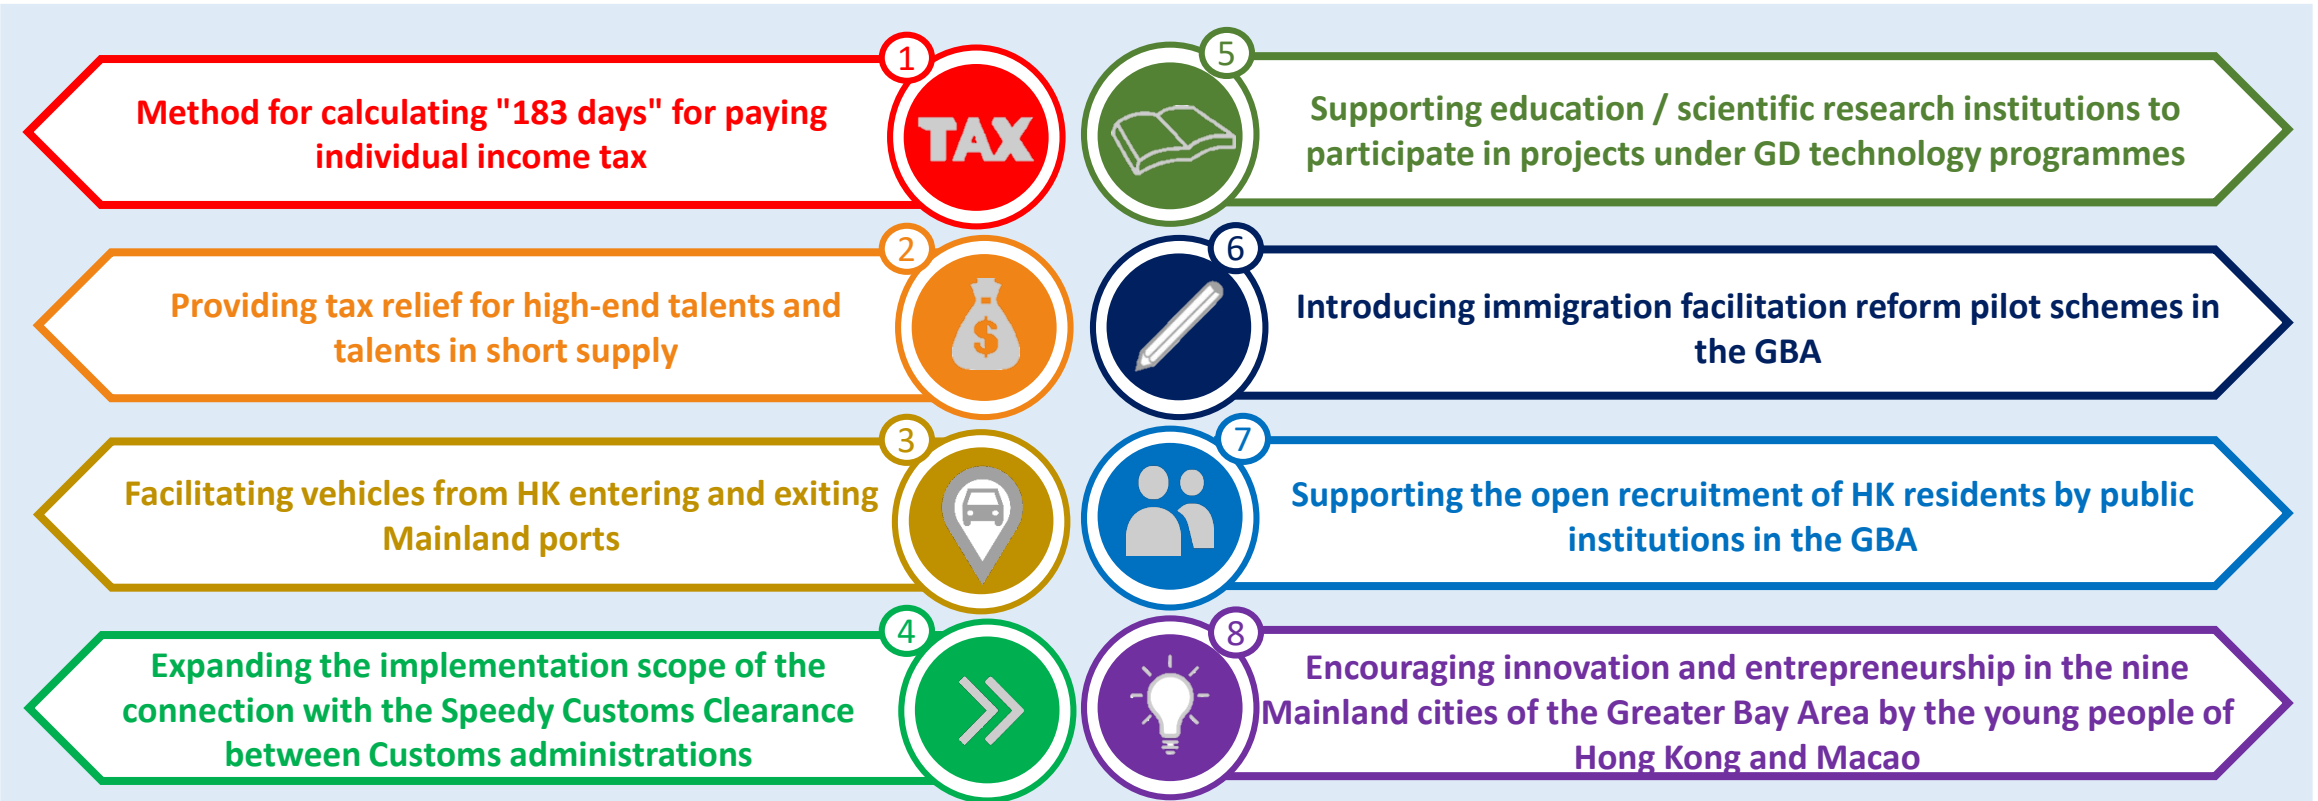 1
Method for calculating "183 days" for paying
individual income tax
TAX
2
Providing tax relief for high-end talents and
talents in short supply
$
3
Facilitating vehicles from HK entering and exiting
Mainland ports
4
Expanding the implementation scope of the
connection with the Speedy Customs Clearance
between Customs administrations
5
Supporting education / scientific research institutions to
participate in projects under GD technology programmes
6
Introducing immigration facilitation reform pilot schemes in
the GBA
7
Supporting the open recruitment of HK residents by public
institutions in the GBA
8
Encouraging innovation and entrepreneurship in the nine
Mainland cities of the Greater Bay Area by the young people of
Hong Kong and Macao